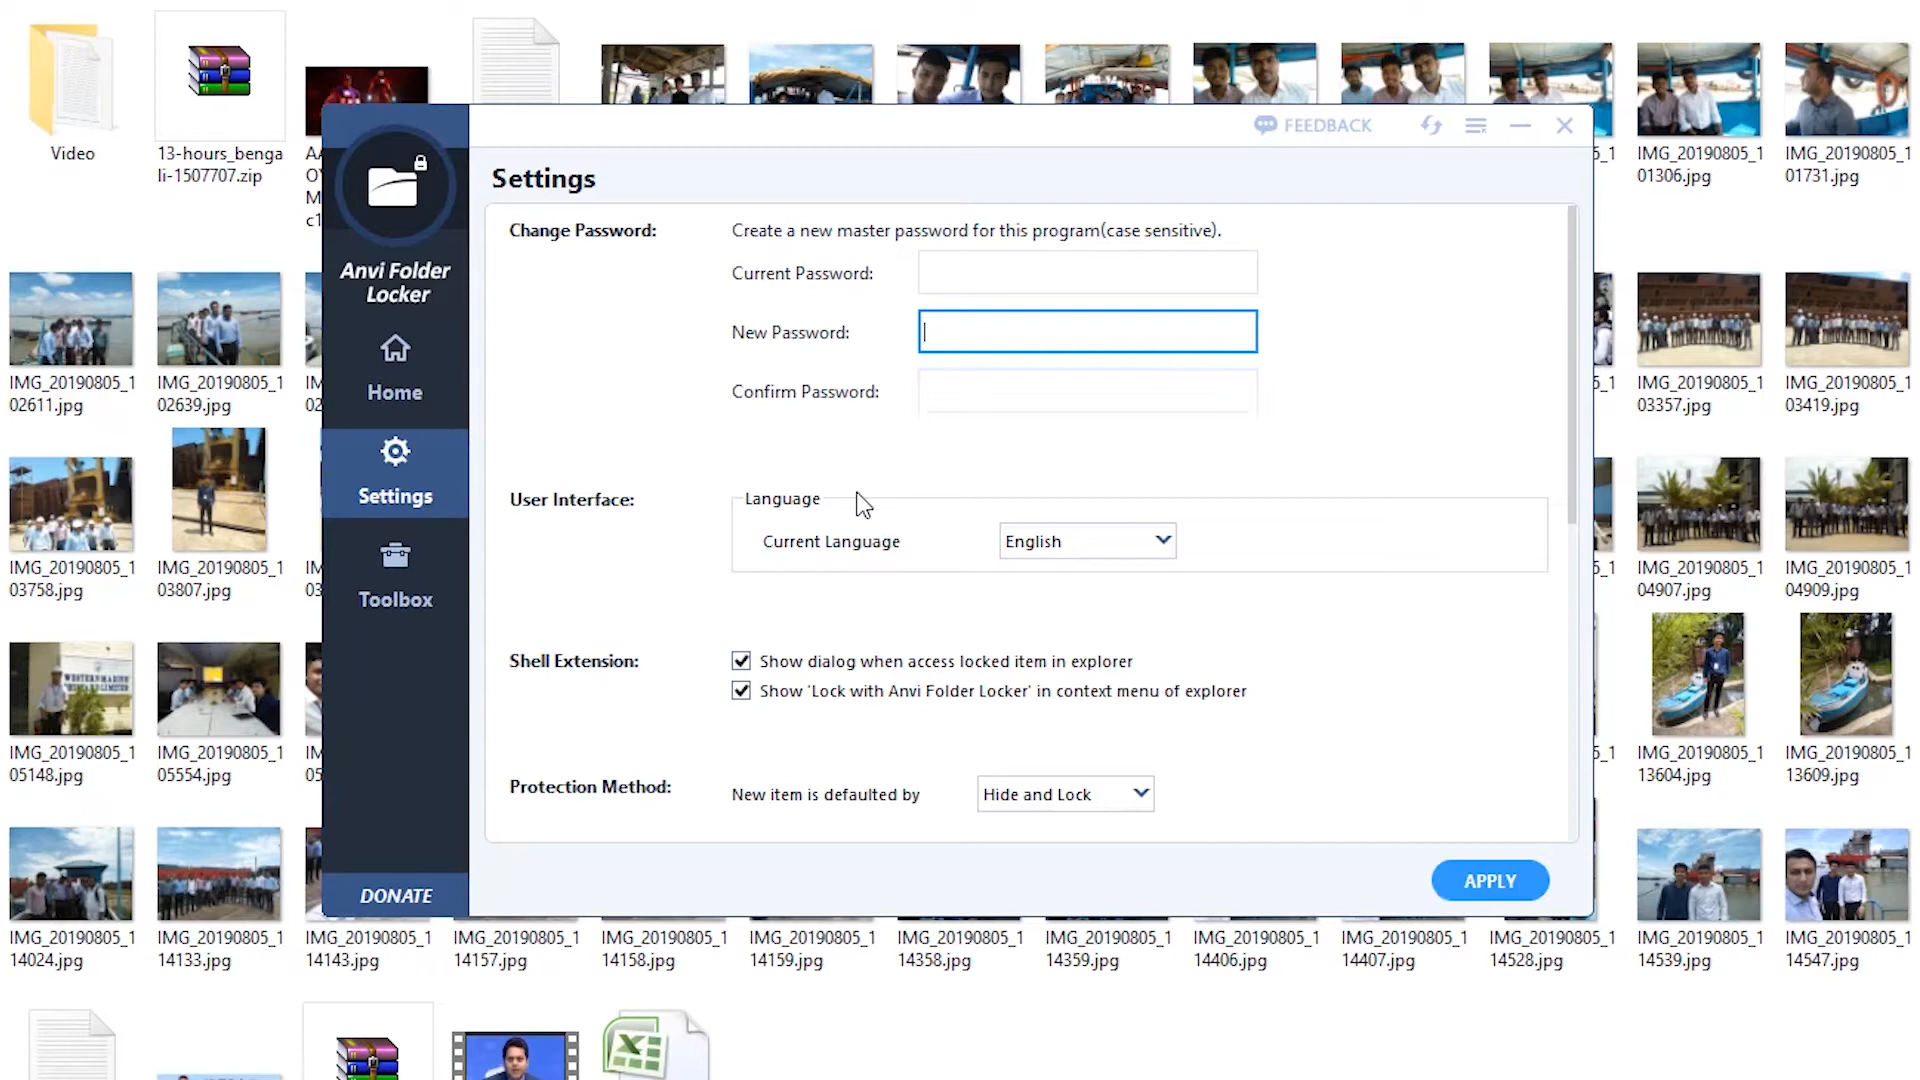 Video
13-hours_benga
li-1507707.zip
01306.jpg
IMG_20190805_1
IMG_20190805_1
01731.jpg
FEEDBACK
Settings
Anvi Folder
Locker
Home
Settings
Toolbox
DONATE
Change Password:
Create a new master password for this program(case sensitive).
Current Password:
New Password:
Confirm Password:
User Interface:
Language
Current Language
English
Shell Extension:
Show dialog when access locked item in explorer
Show 'Lock with Anvi Folder Locker' in context menu of explorer
Protection Method:
New item is defaulted by
Hide and Lock
APPLY
IMG_20190805_1
02611.jpg
IMG_20190805_1
02639.jpg
IMG_20190805_1
03357.jpg
IMG_20190805_1
03419.jpg
IMG_20190805_1
03758.jpg
IMG_20190805_1
03807.jpg
IMG_20190805_1
04907.jpg
IMG_20190805_1
04909.jpg
IMG_20190805_1
05148.jpg
IMG_20190805_1
05554.jpg
IMG_20190805_1
13604.jpg
IMG_20190805_1
13609.jpg
IMG_20190805_1
14024.jpg
IMG_20190805_1
14133.jpg
IMG_20190805_1
14143.jpg
IMG_20190805_1
14157.jpg
IMG_20190805_1
14158.jpg
IMG_20190805_1
14159.jpg
IMG_20190805_1
14358.jpg
IMG_20190805_1
14359.jpg
IMG_20190805_1
14406.jpg
IMG_20190805_1
14407.jpg
IMG_20190805_1
14528.jpg
IMG_20190805_1
14539.jpg
IMG_20190805_1
14547.jpg